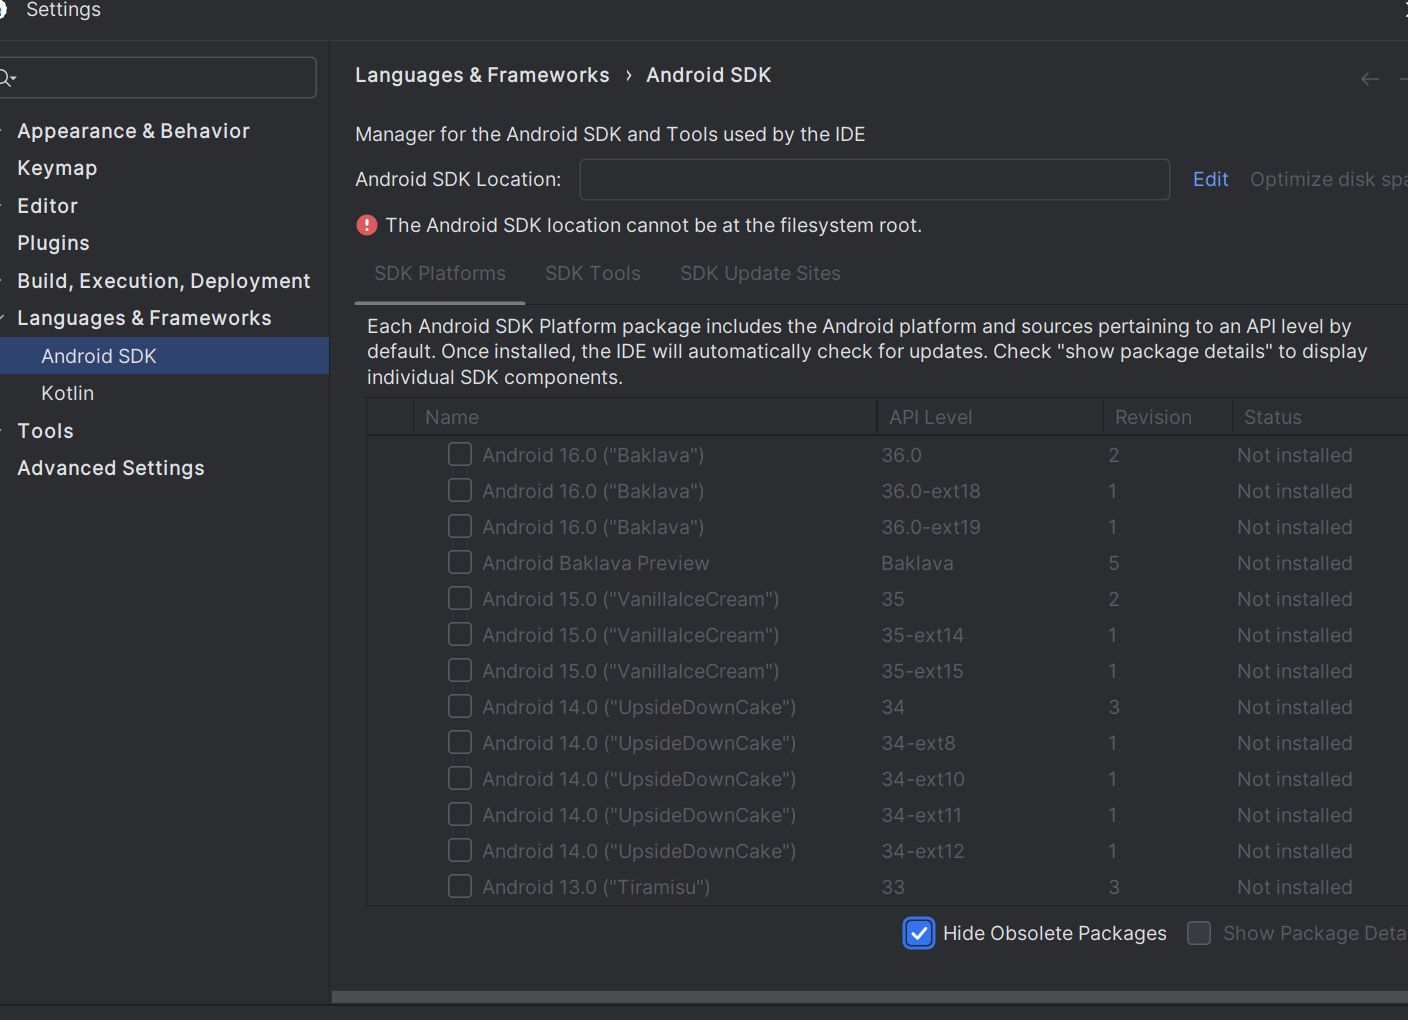 Settings
Languages & Frameworks › Android SDK
Appearance & Behavior
Keymap
Editor
Plugins
Build, Execution, Deployment
Languages & Frameworks
Android SDK
Kotlin
Tools
Advanced Settings
Manager for the Android SDK and Tools used by the IDE
Android SDK Location:
Edit
Optimize disk
The Android SDK location cannot be at the filesystem root.
SDK Platforms SDK Tools SDK Update Sites
Each Android SDK Platform package includes the Android platform and sources pertaining to an API level by
default. Once installed, the IDE will automatically check for updates. Check "show package details" to display
individual SDK components.
Name API Level Revision Status
Android 16.0 ("Baklava") 36.0 2 Not installed
Android 16.0 ("Baklava") 36.0-ext18 1 Not installed
Android 16.0 ("Baklava") 36.0-ext19 1 Not installed
Android Baklava Preview Baklava 5 Not installed
Android 15.0 ("VanillaIceCream") 35 2 Not installed
Android 15.0 ("VanillaIceCream") 35-ext14 1 Not installed
Android 15.0 ("VanillaIceCream") 35-ext15 1 Not installed
Android 14.0 ("UpsideDownCake") 34 3 Not installed
Android 14.0 ("UpsideDownCake") 34-ext8 1 Not installed
Android 14.0 ("UpsideDownCake") 34-ext10 1 Not installed
Android 14.0 ("UpsideDownCake") 34-ext11 1 Not installed
Android 14.0 ("UpsideDownCake") 34-ext12 1 Not installed
Android 13.0 ("Tiramisu") 33 3 Not installed
Hide Obsolete Packages
Show Package